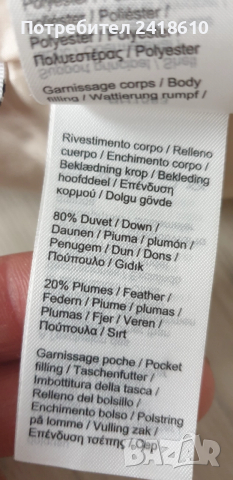 Потребител 2418610
Polyester / Polyester
Πολυεστέρας / Polyester
Garnissage corps / Body
filling / Wattierung rumpf /
Rivestimento corpo / Relleno
cuerpo / Enchimento corpo /
Beklædning krop / Bekleding
hoofddeel / Επένδυση
κορμού / Dolgu gövde
80% Duvet / Down /
Daunen / Piuma / plumón /
Penugem / Dun / Dons /
Πούπουλο / Gıdık
20% Plumes / Feather /
Federn / Piume / plumas /
Plumas / Fjer / Veren /
Πούπουλα / Sırt
Garnissage poche / Pocket
filling / Taschenfutter /
Imbottitura della tasca /
Relleno del bolsillo /
Enchimento bolso / Polstring
på lomme / Vulling zak /
Επένδυση τσέπης / Cep
BAZAR